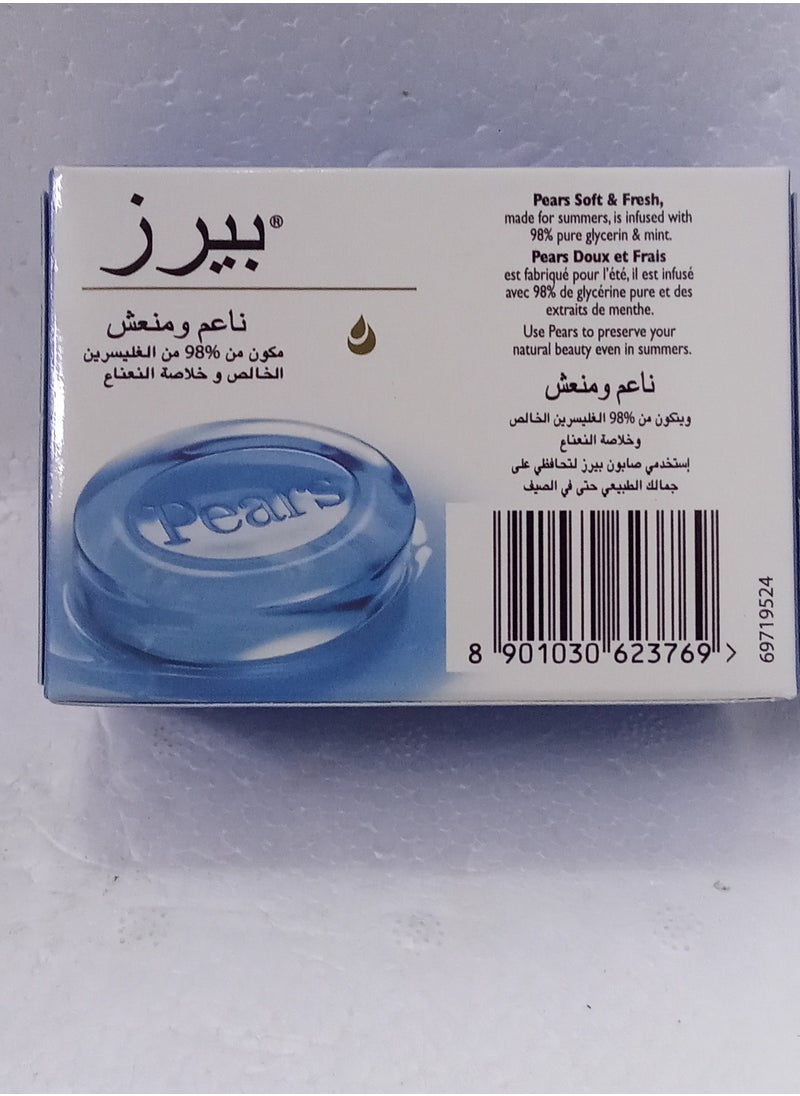 بيرز®
ناعم ومنعش
مكون من 98% من الغليسرين
الخالص و خلاصة النعناع
Pears
Pears Soft & Fresh,
made for summers, is infused with
98% pure glycerin & mint.
Pears Doux et Frais
est fabriqué pour l'été, il est infusé
avec 98% de glycérine pure et des
extraits de menthe.
Use Pears to preserve your
natural beauty even in summers.
ناعم ومنعش
ويتكون من 98% الغليسرين الخالص
وخلاصة النعناع
إستخدمي صابون بيرز لتحافظي على
جمالك الطبيعي حتى في الصيف
8 901030 623769 >
69719524